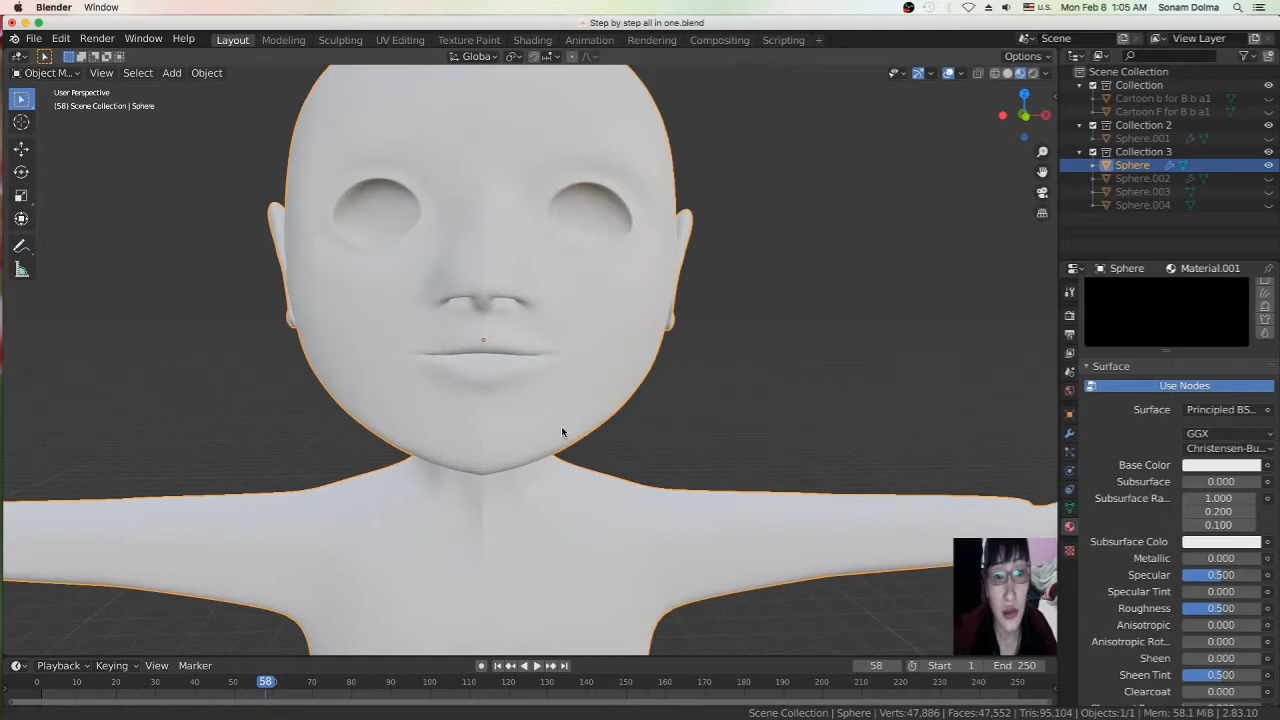 Blender Window U.S. Mon Feb 8 1:05 AM Sonam Dolma
Step by step all in one.blend
File Edit Render Window Help Layout Modeling Sculpting UV Editing Texture Paint Shading Animation Rendering Compositing Scripting + Scene View Layer
Globa Options
Object M... View Select Add Object
User Perspective
(58) Scene Collection | Sphere
Scene Collection
Collection
Cartoon b for B b a1
Cartoon F for B b a1
Collection 2
Sphere.001
Collection 3
Sphere
Sphere.002
Sphere.003
Sphere.004
Sphere Material.001
Surface
Use Nodes
Surface Principled BS...
GGX
Christensen-Bu...
Base Color
Subsurface 0.000
Subsurface Ra... 1.000
0.200
0.100
Subsurface Colo
Metallic 0.000
Specular 0.500
Specular Tint 0.000
Roughness 0.500
Anisotropic 0.000
Anisotropic Rot... 0.000
Sheen 0.000
Sheen Tint 0.500
Clearcoat 0.000
Playback Keying View Marker 58 Start 1 End 250
0 10 20 30 40 50 58 70 80 90 100 110 120 130 140 150 160 170 180 190 200 210 220 230 240 250
Scene Collection | Sphere | Verts:47,886 | Faces:47,552 | Tris:95,104 | Objects:1/1 | Mem: 58.1 MiB | 2.83.10